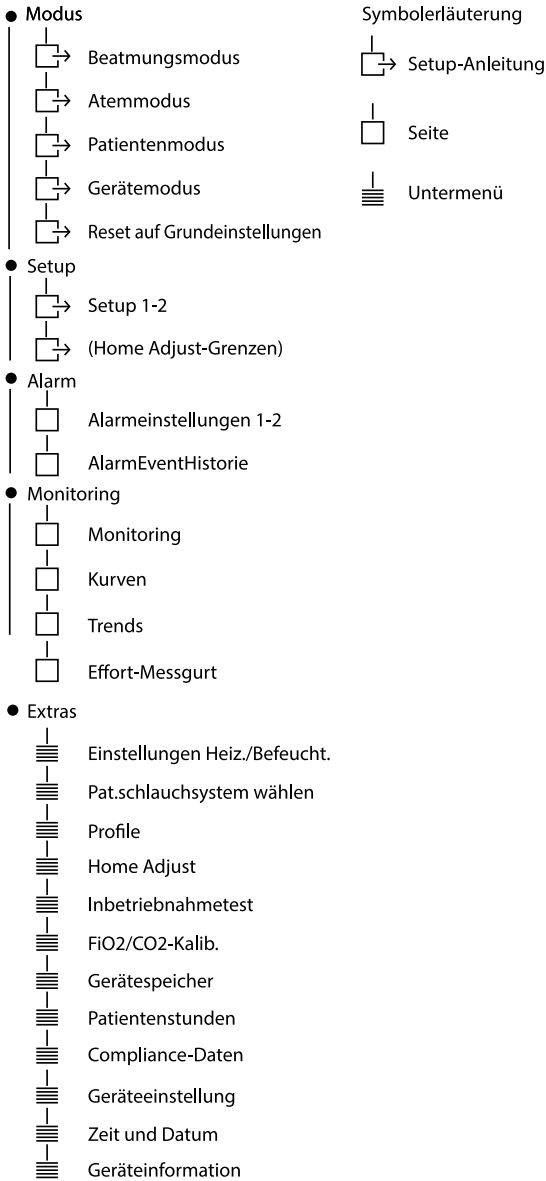 Modus
Beatmungsmodus
Atemmodus
Patientenmodus
Gerätemodus
Reset auf Grundeinstellungen
Setup
Setup 1-2
(Home Adjust-Grenzen)
Alarm
Alarmeinstellungen 1-2
AlarmEventHistorie
Monitoring
Monitoring
Kurven
Trends
Effort-Messgurt
Extras
Einstellungen Heiz./Befeucht.
Pat.schlauchsystem wählen
Profile
Home Adjust
Inbetriebnahmetest
FiO2/CO2-Kalib.
Gerätespeicher
Patientenstunden
Compliance-Daten
Geräteeinstellung
Zeit und Datum
Geräteinformation
Symbolerläuterung
Setup-Anleitung
Seite
Untermenü